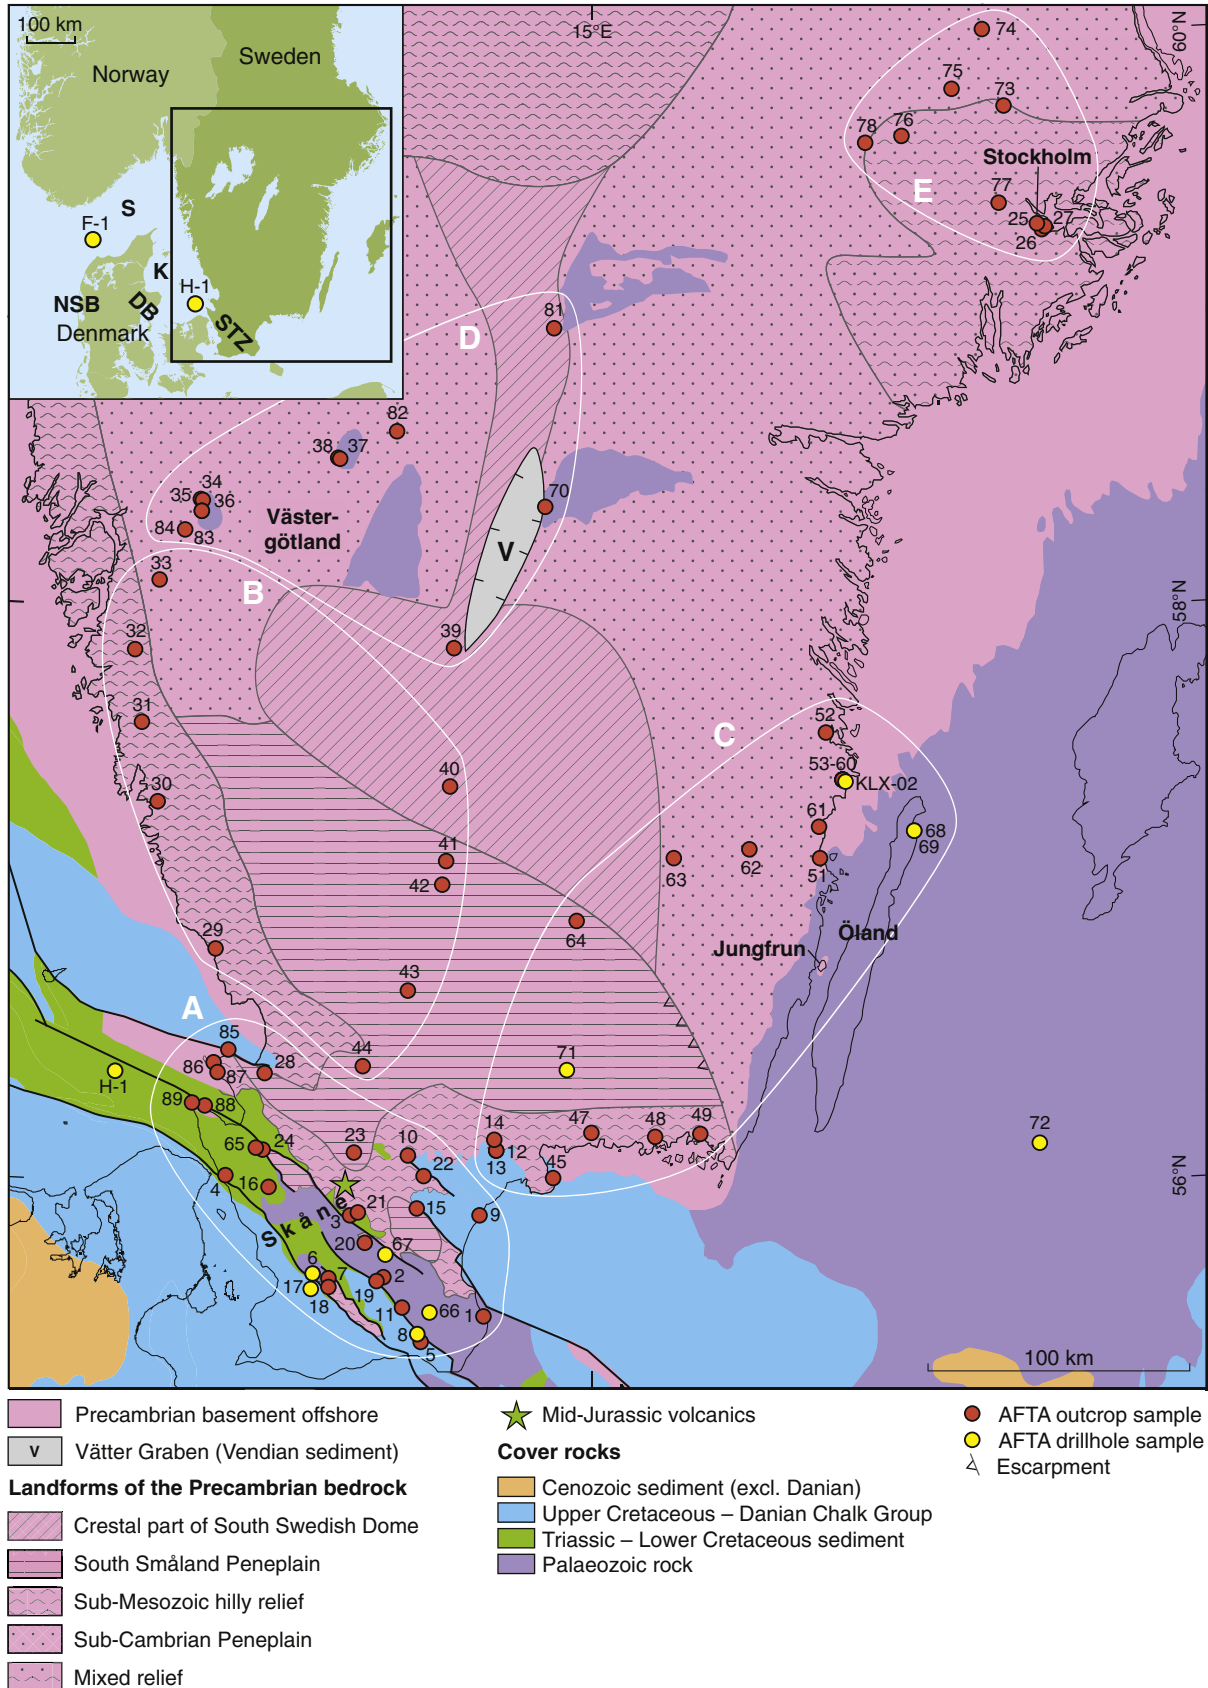 100 km
Norway
Sweden
S
F-1
K
H-1
NSB
DB
STZ
Denmark
15°E
60°N
74
75
73
78
76
Stockholm
E
77
25
27
26
81
D
82
38
37
34
35
36
84
83
Väster-
götland
70
V
33
B
58°N
32
39
31
C
52
53-60
KLX-02
40
30
61
68
69
41
62
42
63
51
64
29
Öland
Jungfrun
43
A
85
44
71
86
87
28
H-1
89
88
72
47
48
49
14
23
10
12
65
24
13
22
45
56°N
4
16
21
15
9
3
Skåne
20
67
6
7
2
17
19
18
11
66
1
8
5
100 km
Precambrian basement offshore
V
Vätter Graben (Vendian sediment)
Landforms of the Precambrian bedrock
Crestal part of South Swedish Dome
South Småland Peneplain
Sub-Mesozoic hilly relief
Sub-Cambrian Peneplain
Mixed relief
Mid-Jurassic volcanics
Cover rocks
Cenozoic sediment (excl. Danian)
Upper Cretaceous – Danian Chalk Group
Triassic – Lower Cretaceous sediment
Palaeozoic rock
AFTA outcrop sample
AFTA drillhole sample
Escarpment